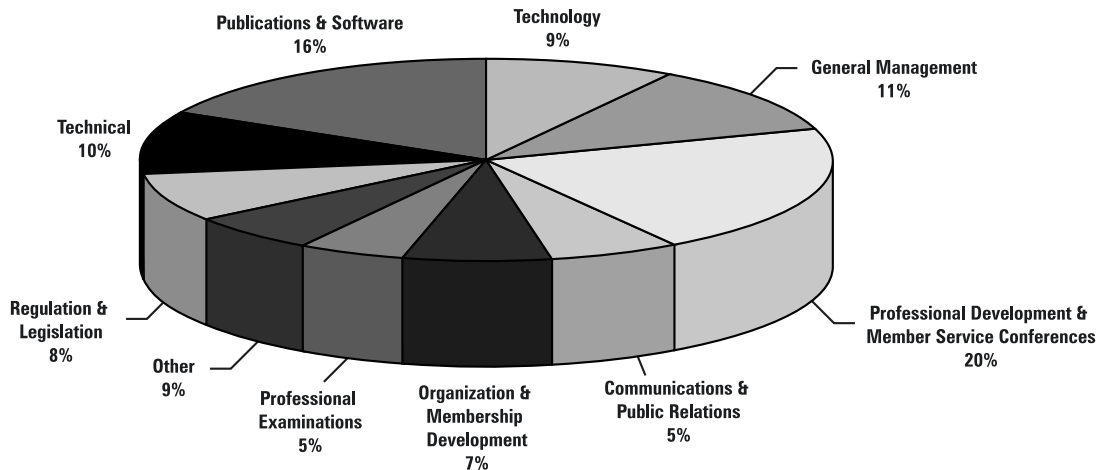 Publications & Software
16%
Technology
9%
General Management
11%
Technical
10%
Professional Development &
Member Service Conferences
20%
Regulation &
Legislation
8%
Other
9%
Professional
Examinations
5%
Organization &
Membership
Development
7%
Communications &
Public Relations
5%